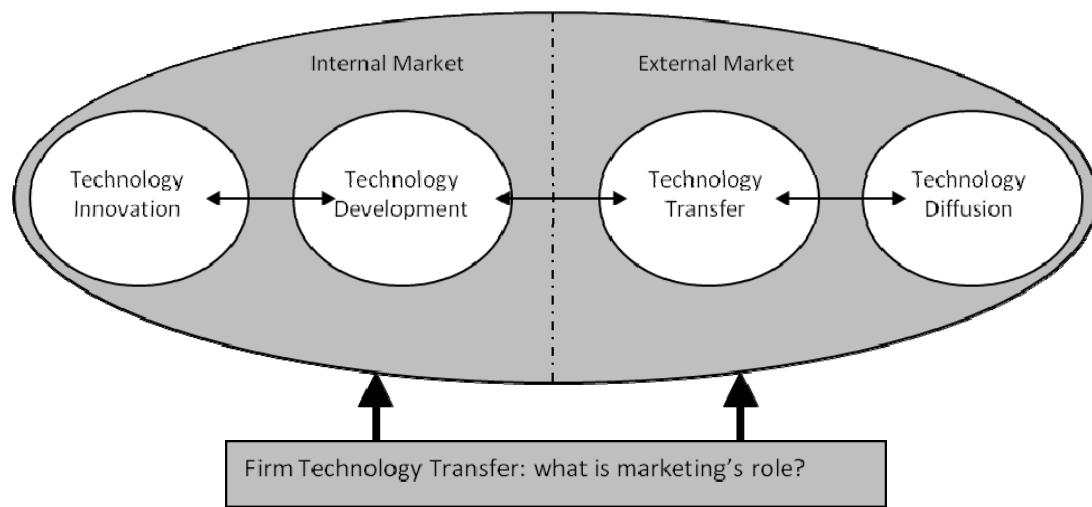 Internal Market
External Market
Technology
Innovation
Technology
Development
Technology
Transfer
Technology
Diffusion
Firm Technology Transfer: what is marketing’s role?